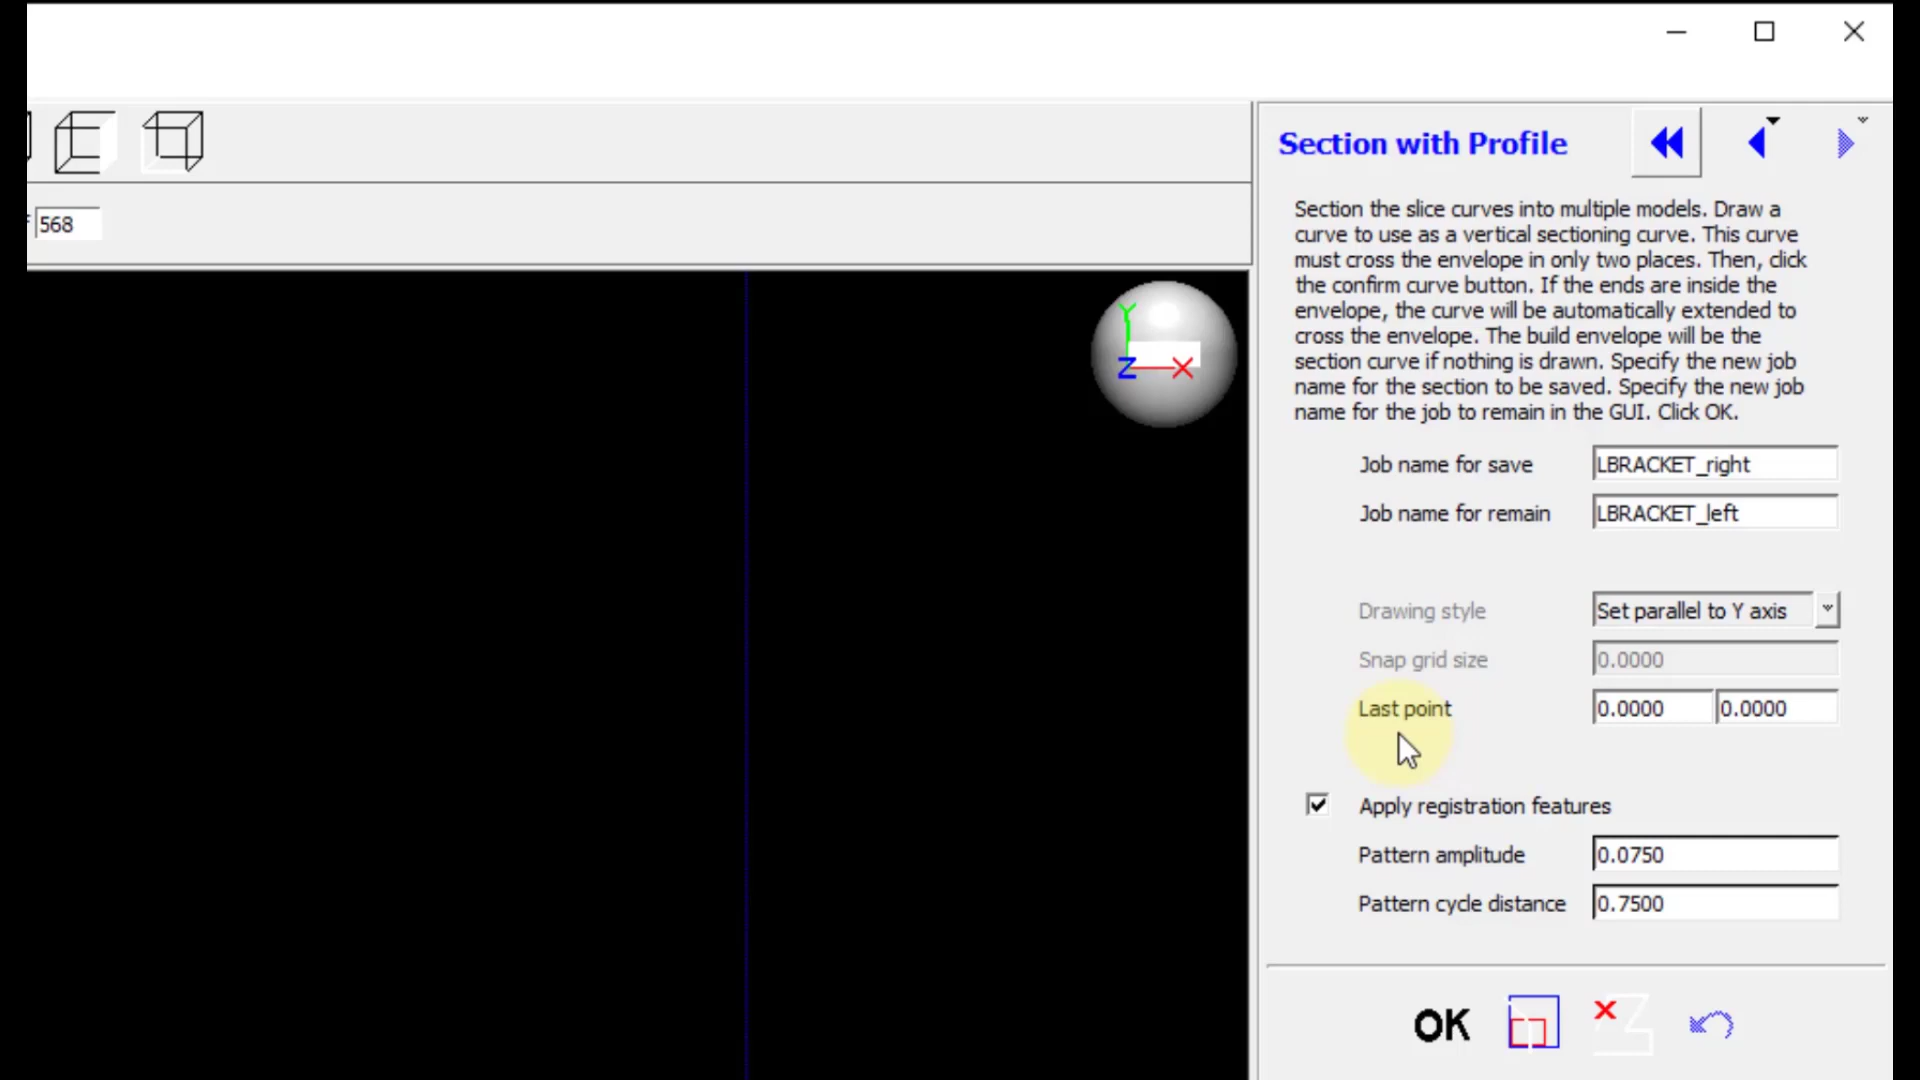 Section with Profile
568
Section the slice curves into multiple models. Draw a
curve to use as a vertical sectioning curve. This curve
must cross the envelope in only two places. Then, click
the confirm curve button. If the ends are inside the
envelope, the curve will be automatically extended to
cross the envelope. The build envelope will be the
section curve if nothing is drawn. Specify the new job
name for the section to be saved. Specify the new job
name for the job to remain in the GUI. Click OK.
Y
Z X
Job name for save LBRACKET_right
Job name for remain LBRACKET_left
Drawing style Set parallel to Y axis
Snap grid size 0.0000
Last point 0.0000 0.0000
Apply registration features
Pattern amplitude 0.0750
Pattern cycle distance 0.7500
OK